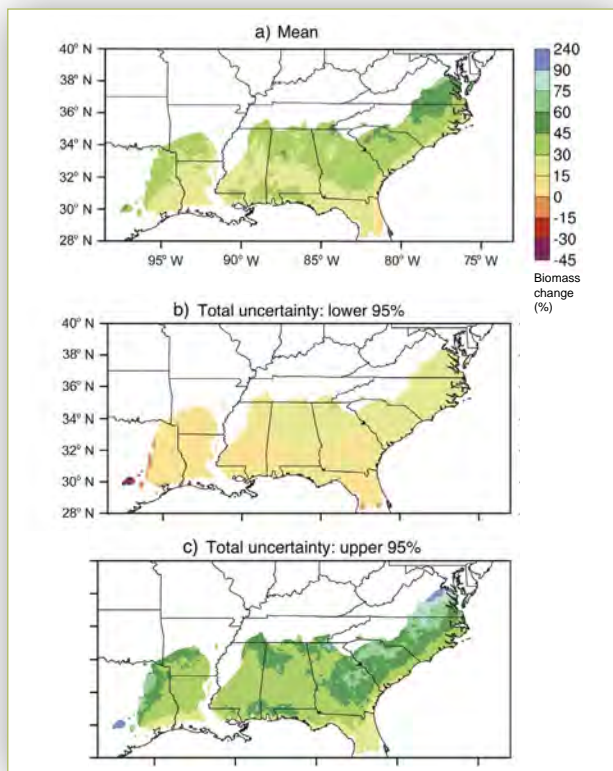 a) Mean
40° N
38° N
36° N
34° N
32° N
30° N
28° N
95° W 90° W 85° W 80° W 75° W
240
90
75
60
45
30
15
0
-15
-30
-45
Biomass
change
(%)
b) Total uncertainty: lower 95%
40° N
38° N
36° N
34° N
32° N
30° N
28° N
c) Total uncertainty: upper 95%